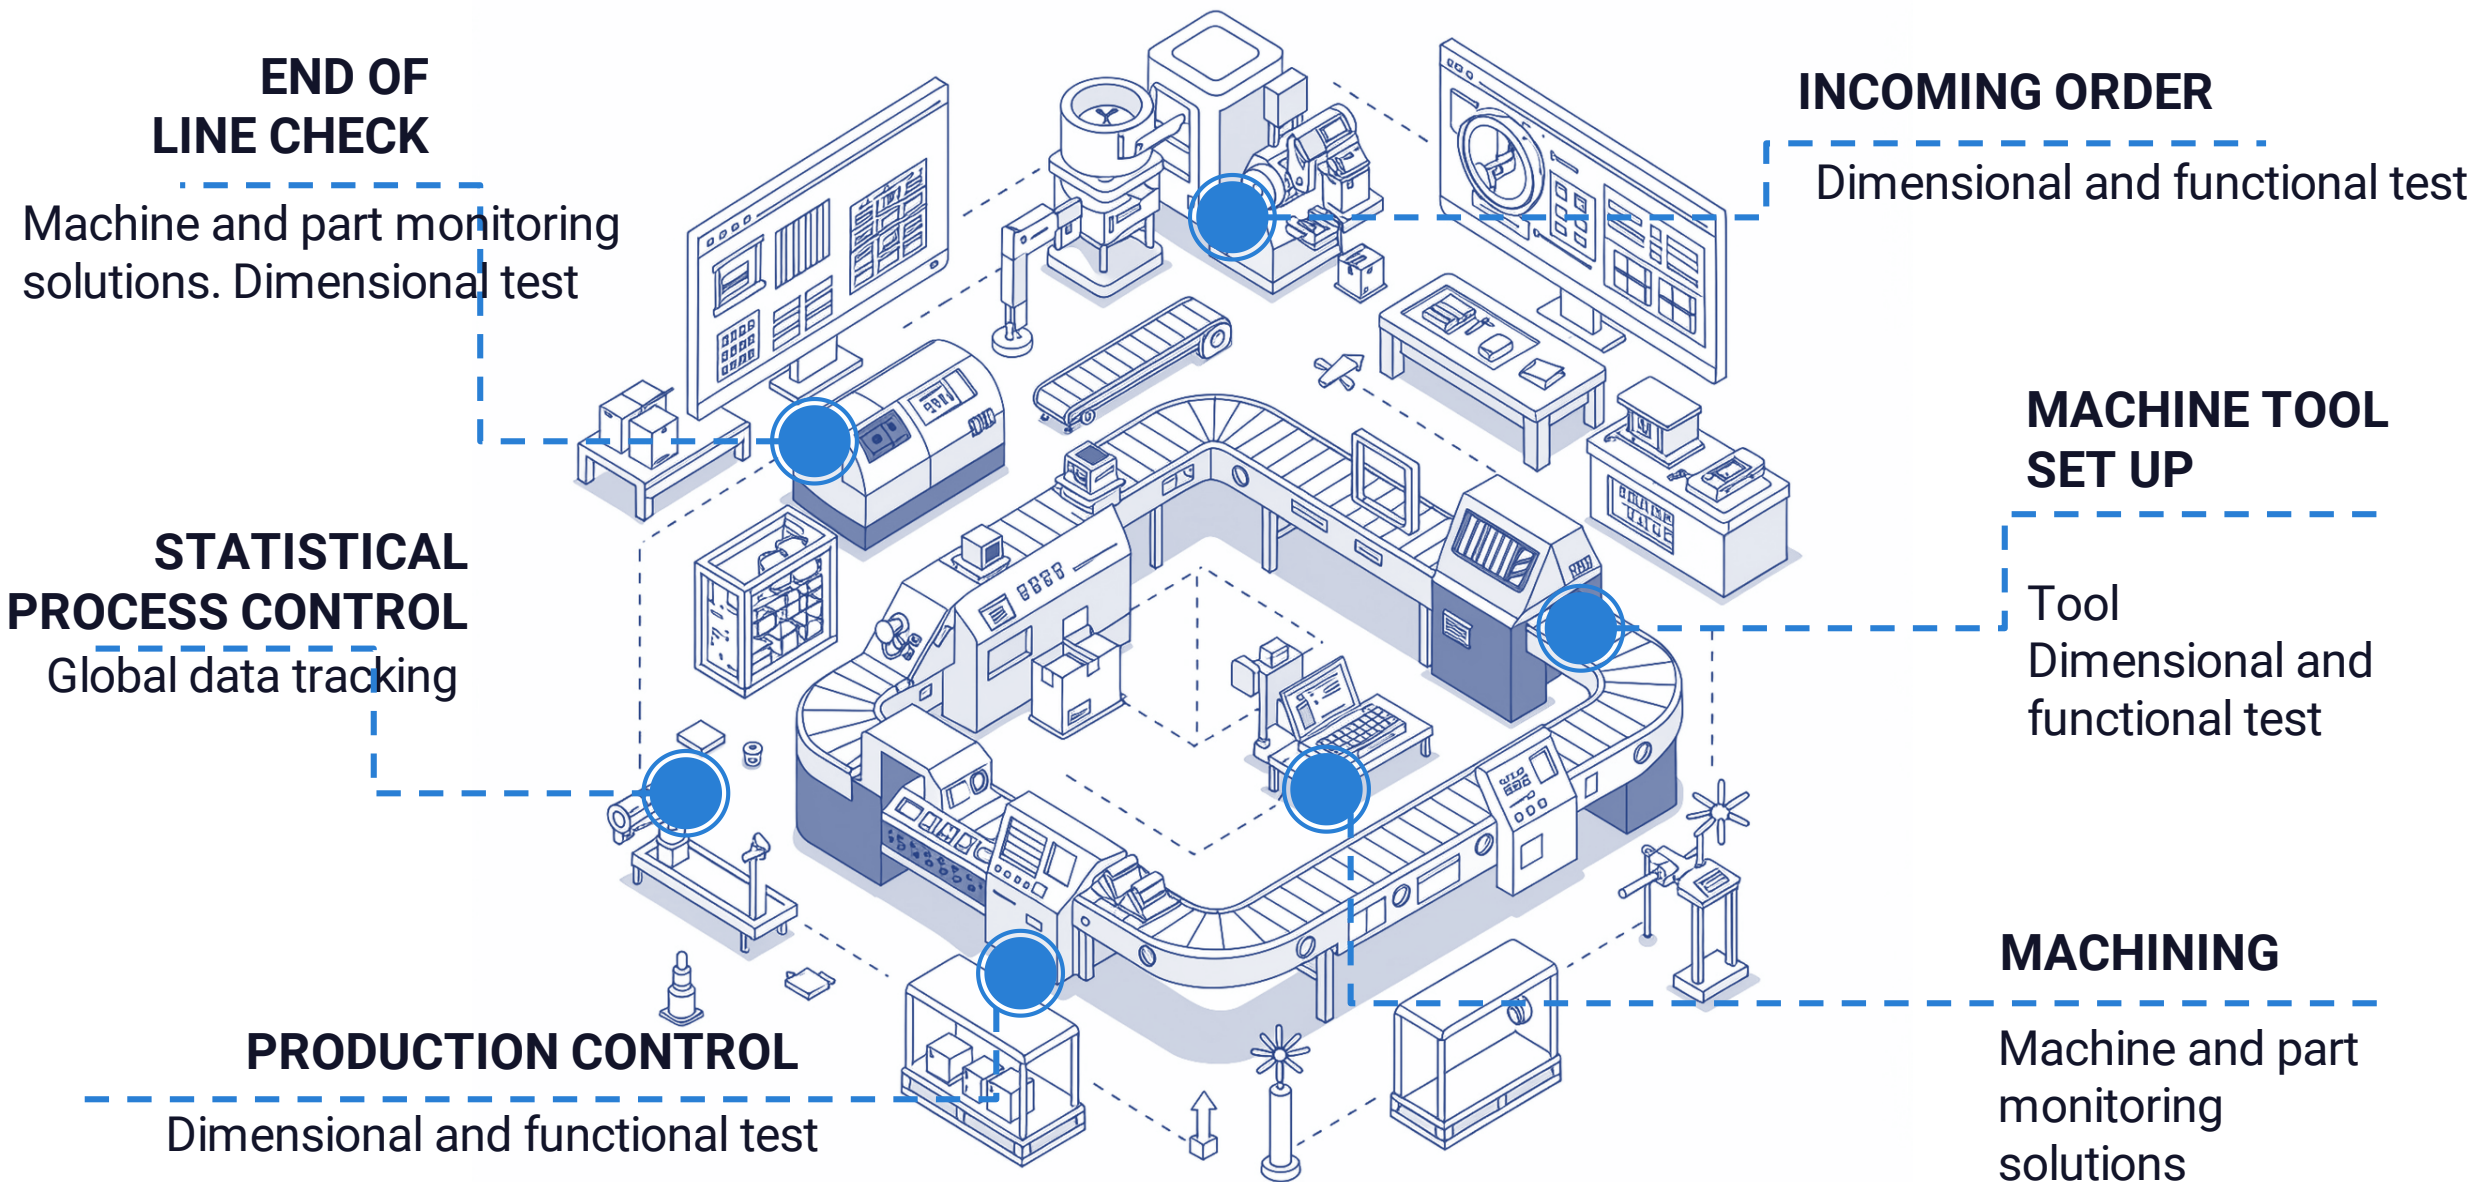 END OF
LINE CHECK
Machine and part monitoring
solutions. Dimensional test
STATISTICAL
PROCESS CONTROL
Global data tracking
PRODUCTION CONTROL
Dimensional and functional test
INCOMING ORDER
Dimensional and functional test
MACHINE TOOL
SET UP
Tool
Dimensional and
functional test
MACHINING
Machine and part
monitoring
solutions